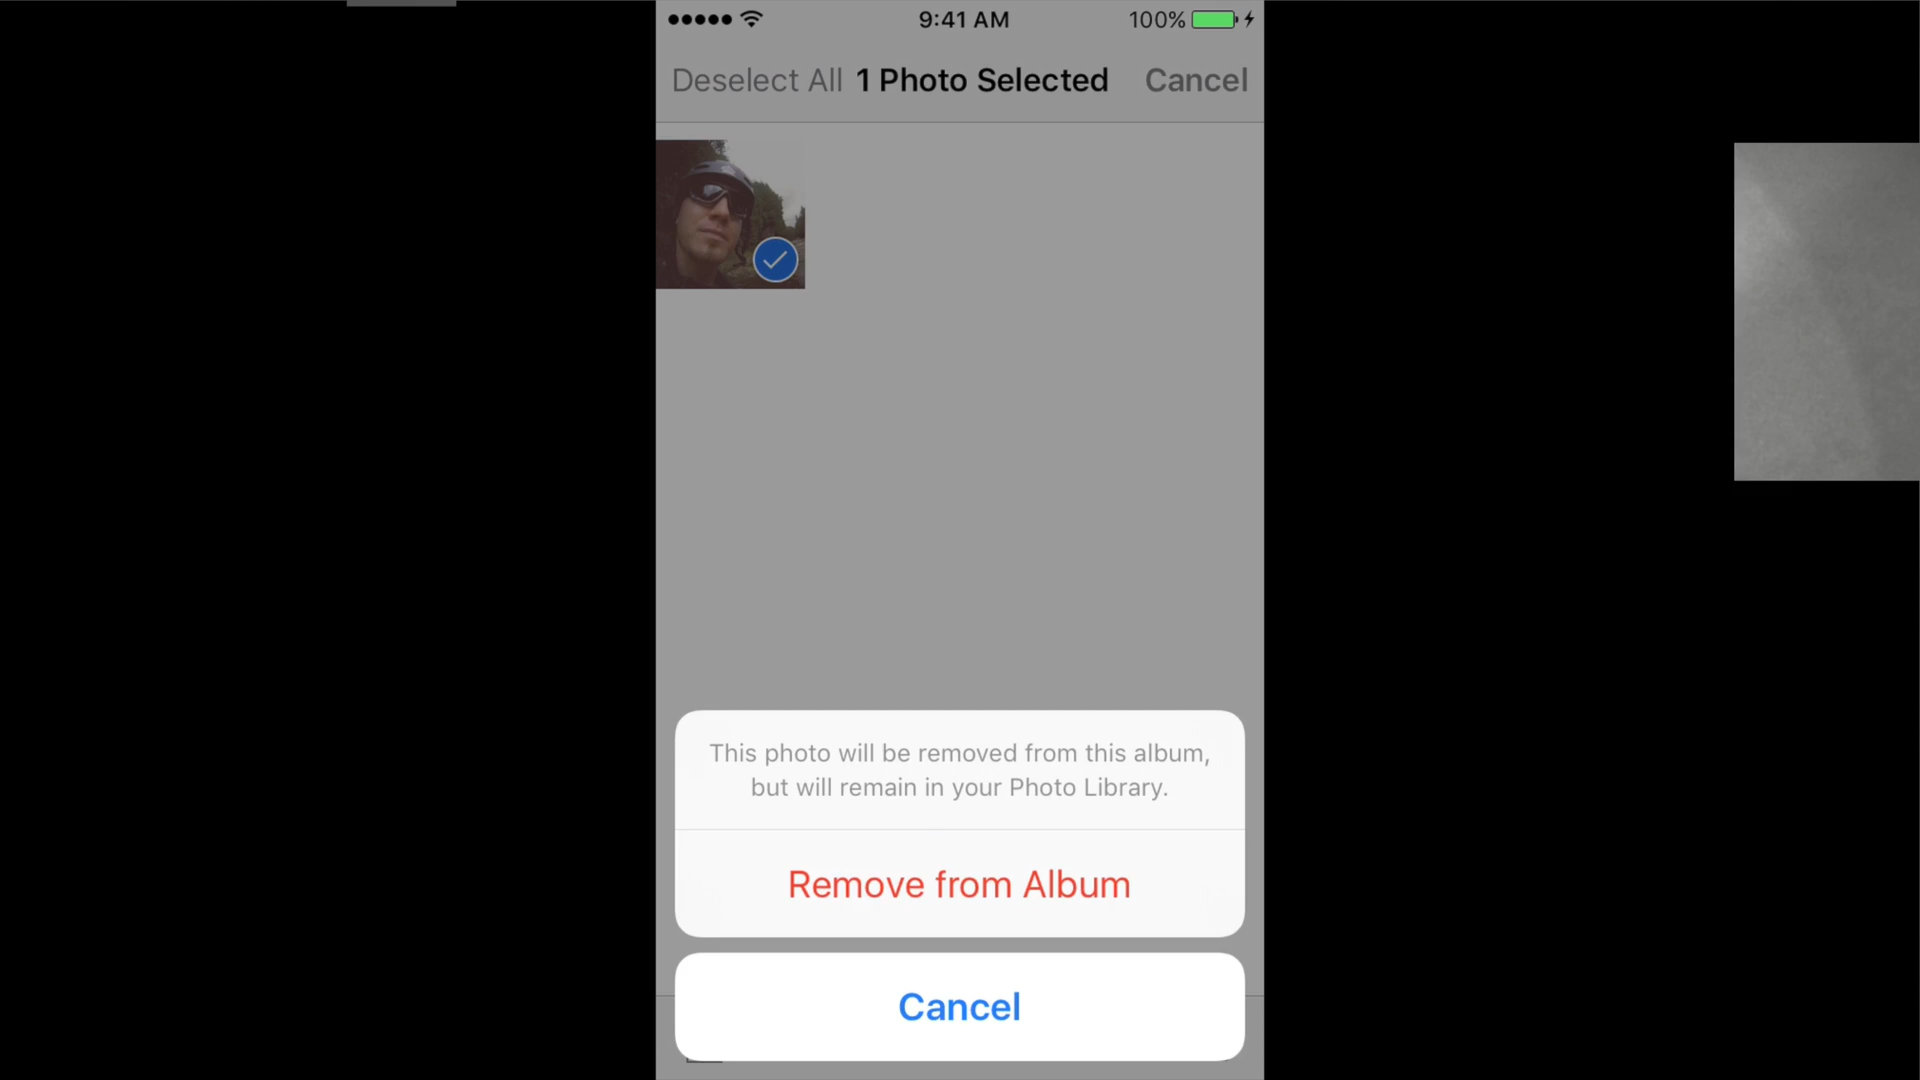 9:41 AM
100%
Deselect All
1 Photo Selected
Cancel
This photo will be removed from this album,
but will remain in your Photo Library.
Remove from Album
Cancel